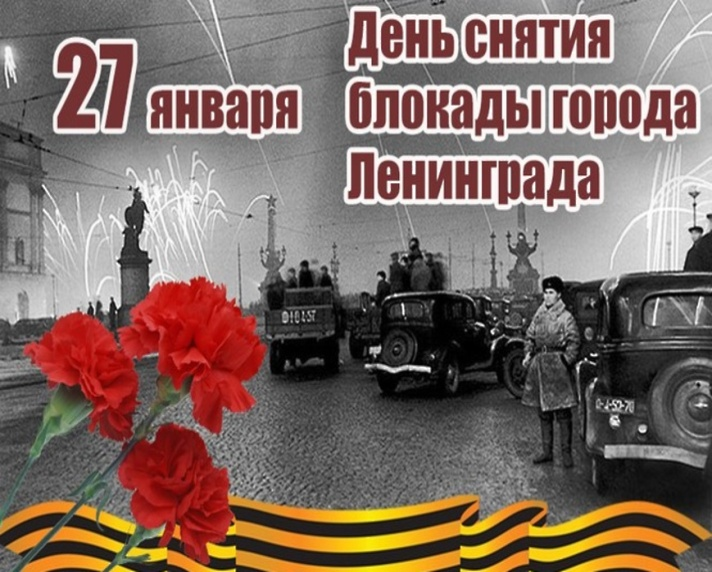 27 января
День снятия
блокады города
Ленинграда